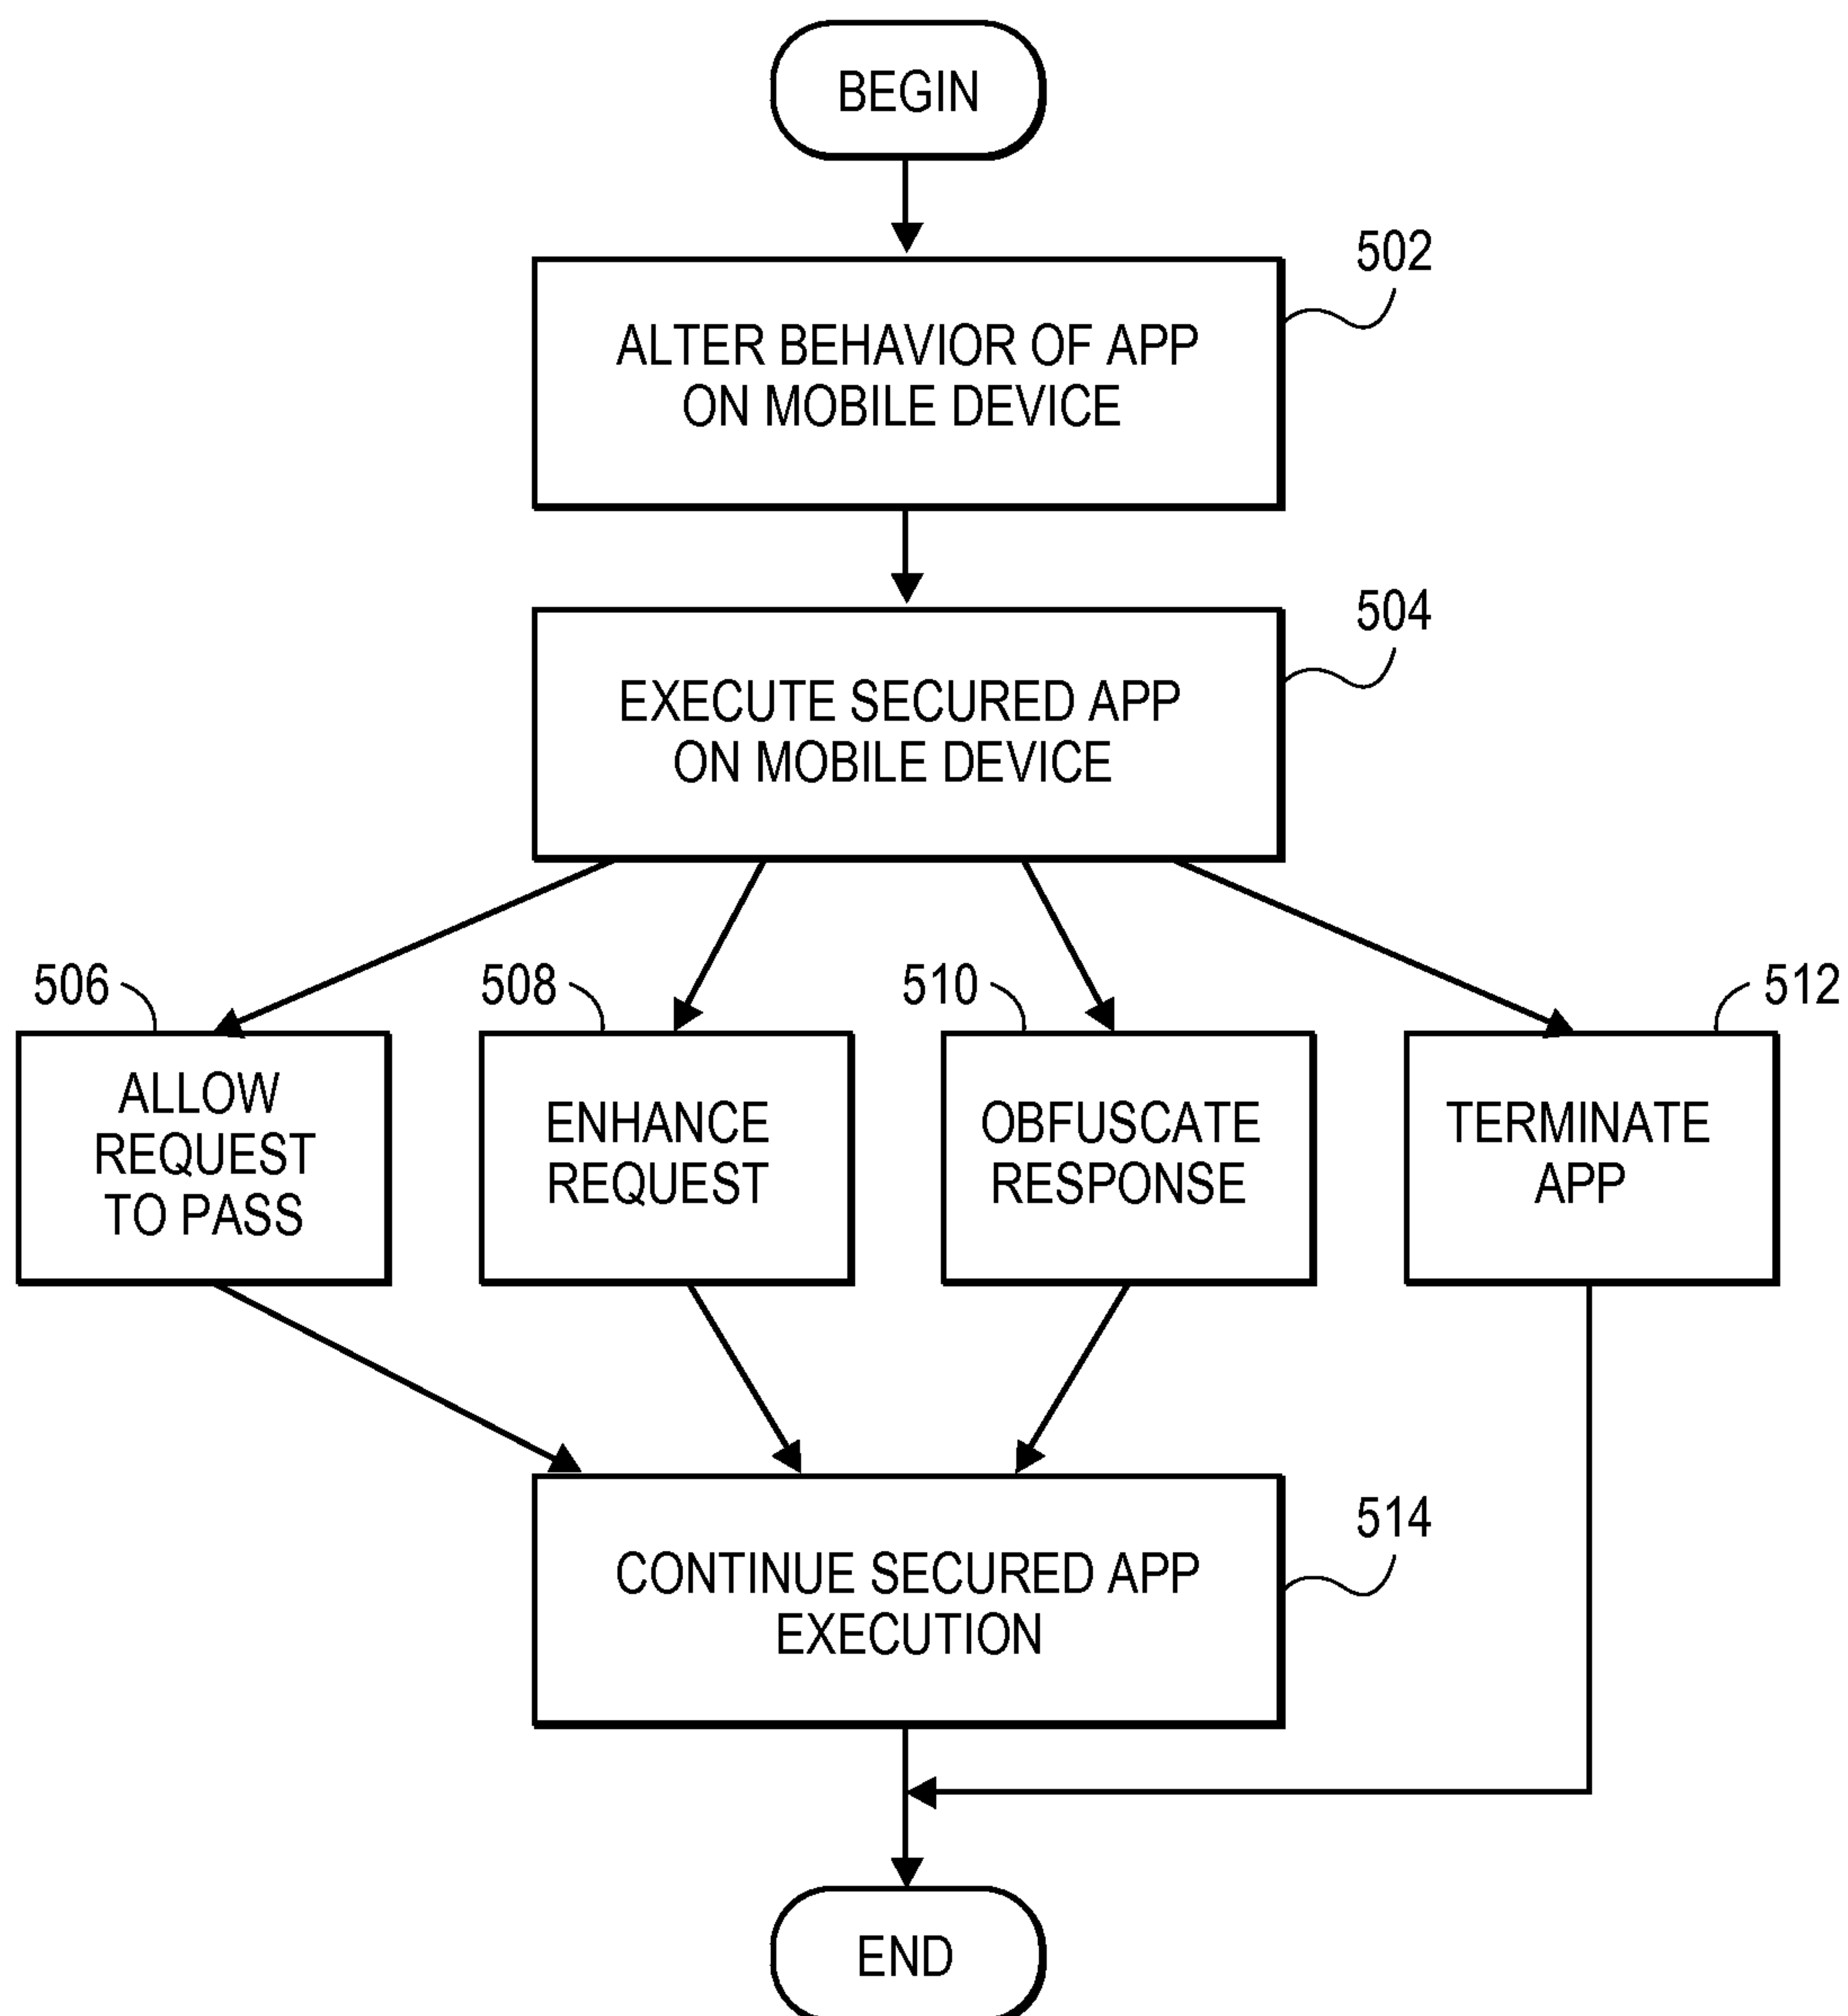 BEGIN
502
ALTER BEHAVIOR OF APP
ON MOBILE DEVICE
504
EXECUTE SECURED APP
ON MOBILE DEVICE
506
508
510
512
ALLOW
REQUEST
TO PASS
ENHANCE
REQUEST
OBFUSCATE
RESPONSE
TERMINATE
APP
514
CONTINUE SECURED APP
EXECUTION
END